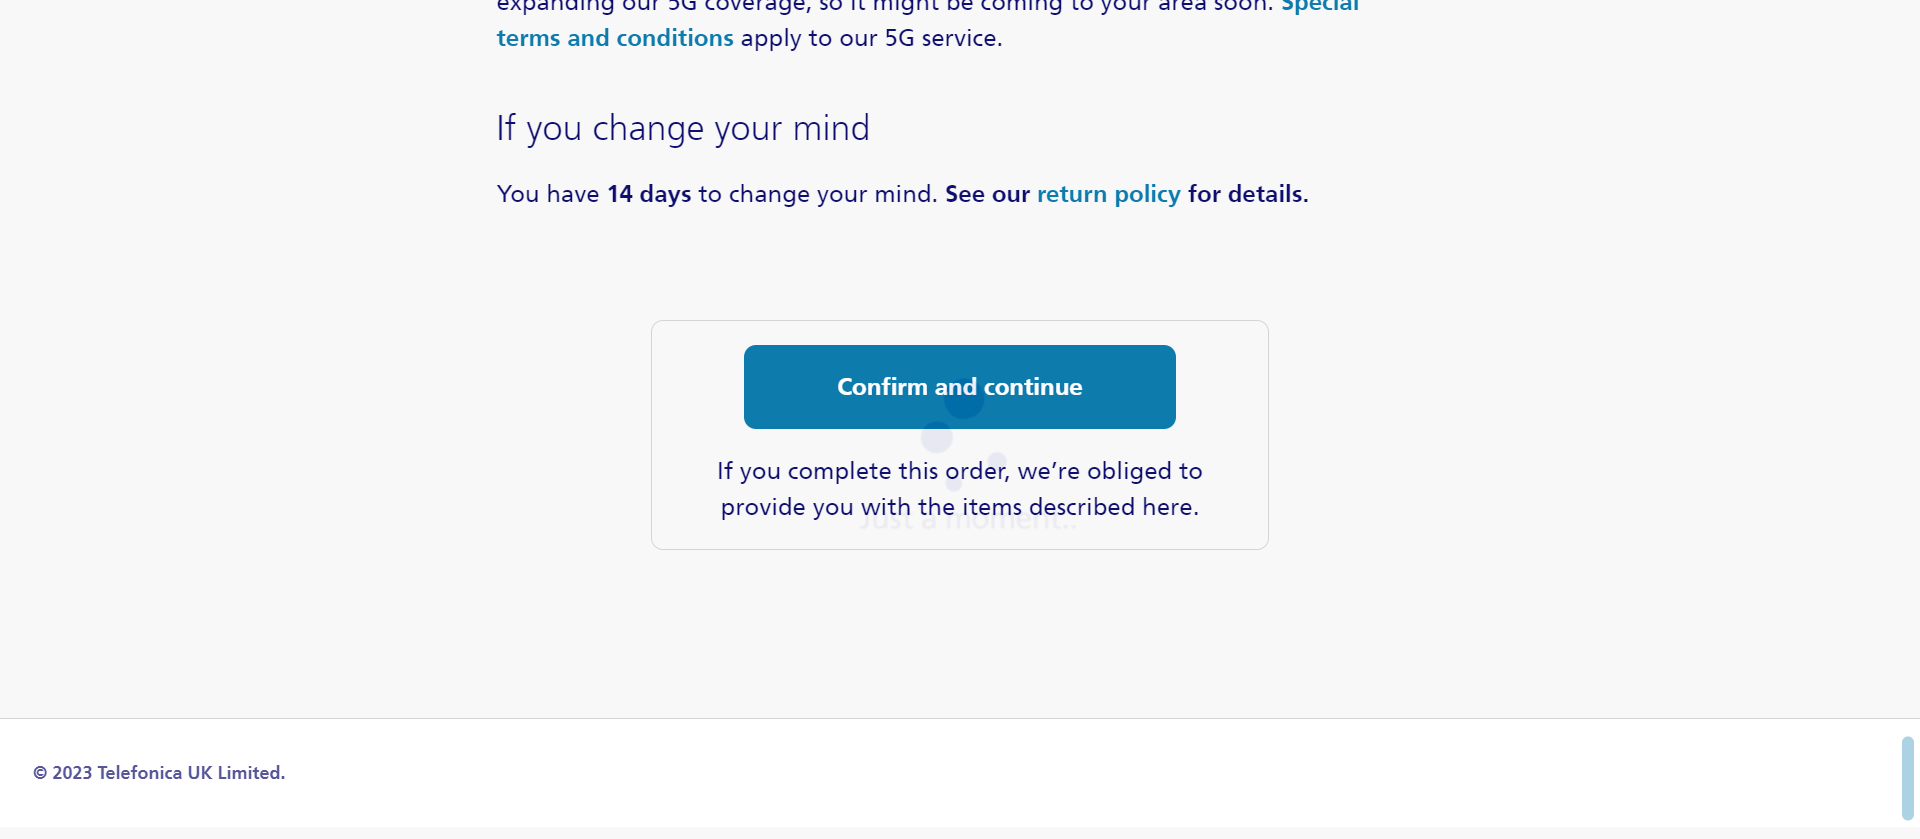 expanding our 5G coverage, so it might be coming to your area soon. Special
terms and conditions apply to our 5G service.
If you change your mind
You have 14 days to change your mind. See our return policy for details.
Confirm and continue
If you complete this order, we’re obliged to
provide you with the items described here.
Just a moment..
© 2023 Telefonica UK Limited.